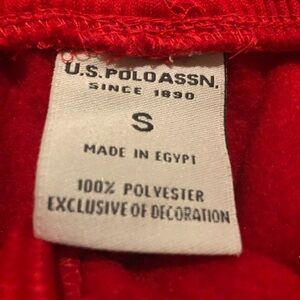 U.S. POLO ASSN.
SINCE 1890
S
MADE IN EGYPT
100% POLYESTER
EXCLUSIVE OF DECORATION